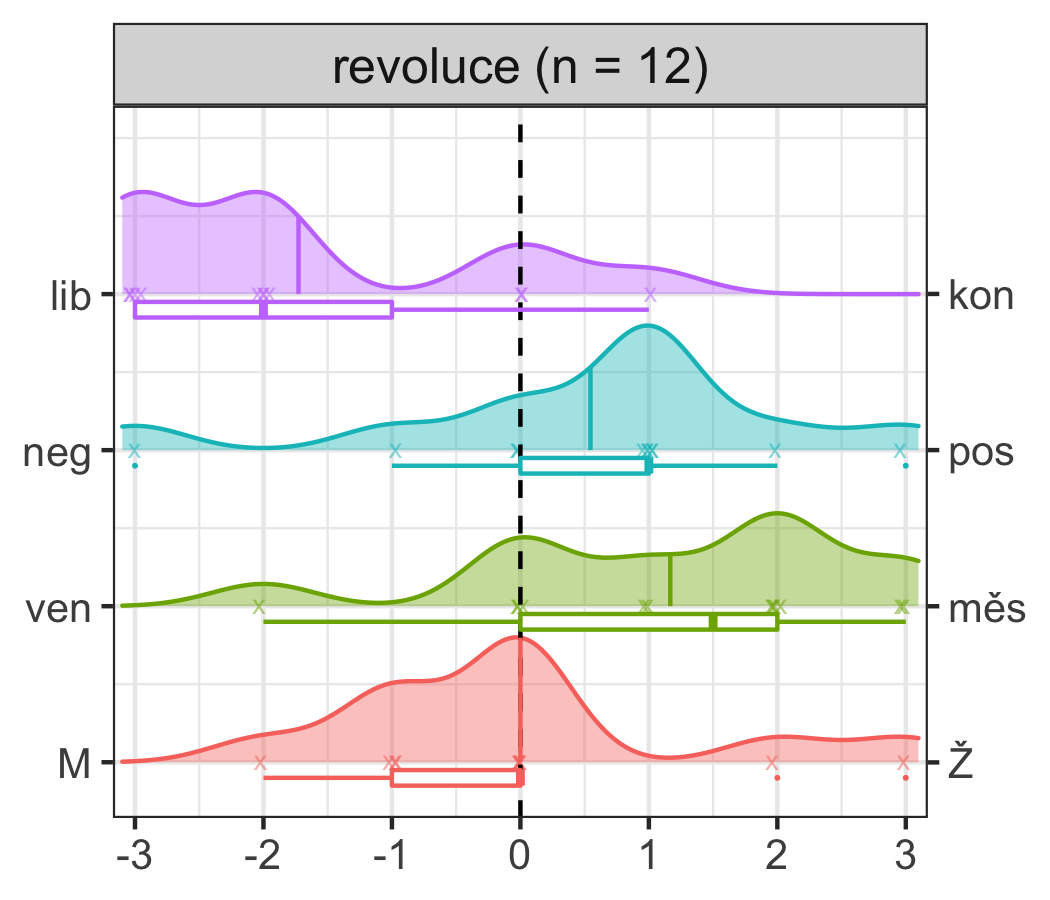 revoluce (n = 12)
lib kon
neg pos
ven měs
M Ž
-3 -2 -1 0 1 2 3